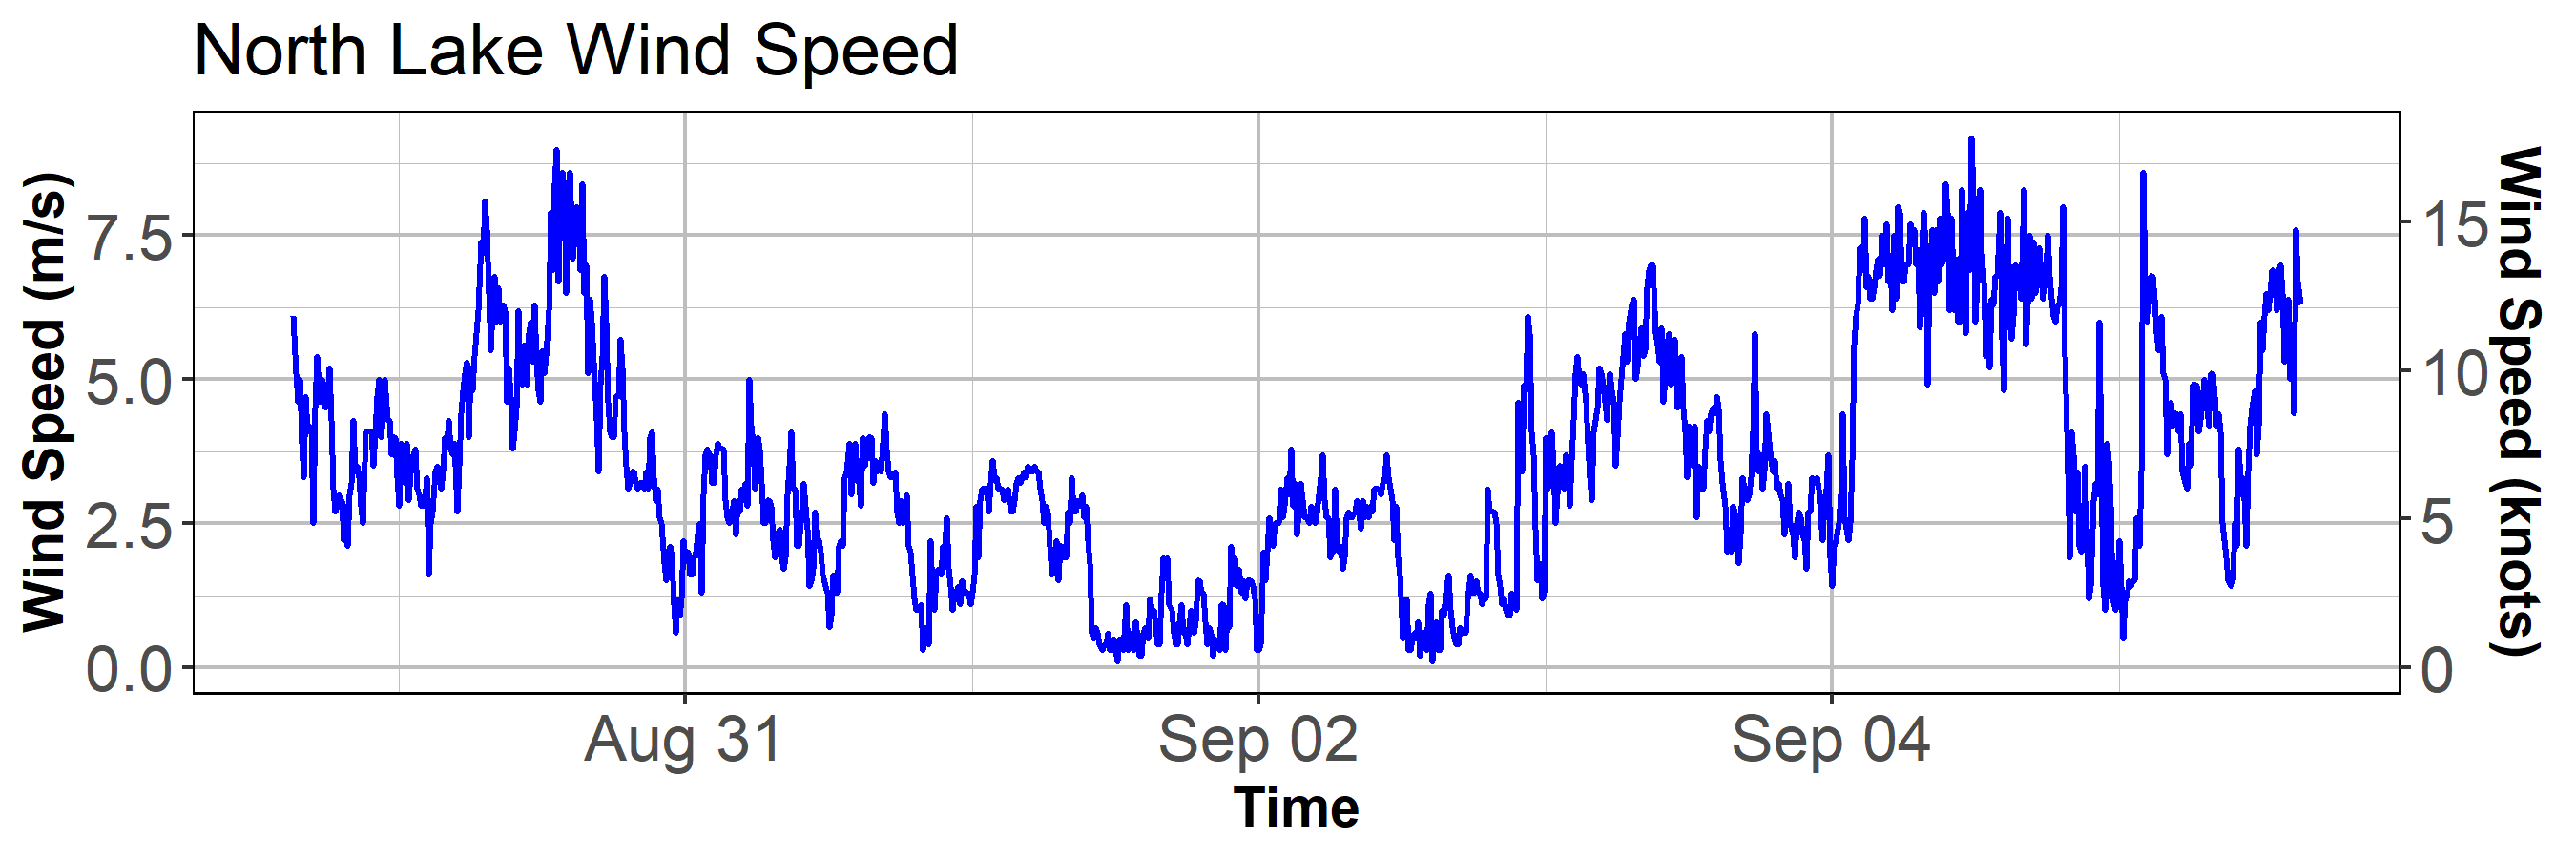 North Lake Wind Speed
Wind Speed (m/s)
7.5
5.0
2.5
0.0
15
10
5
0
Wind Speed (knots)
Aug 31
Sep 02
Sep 04
Time